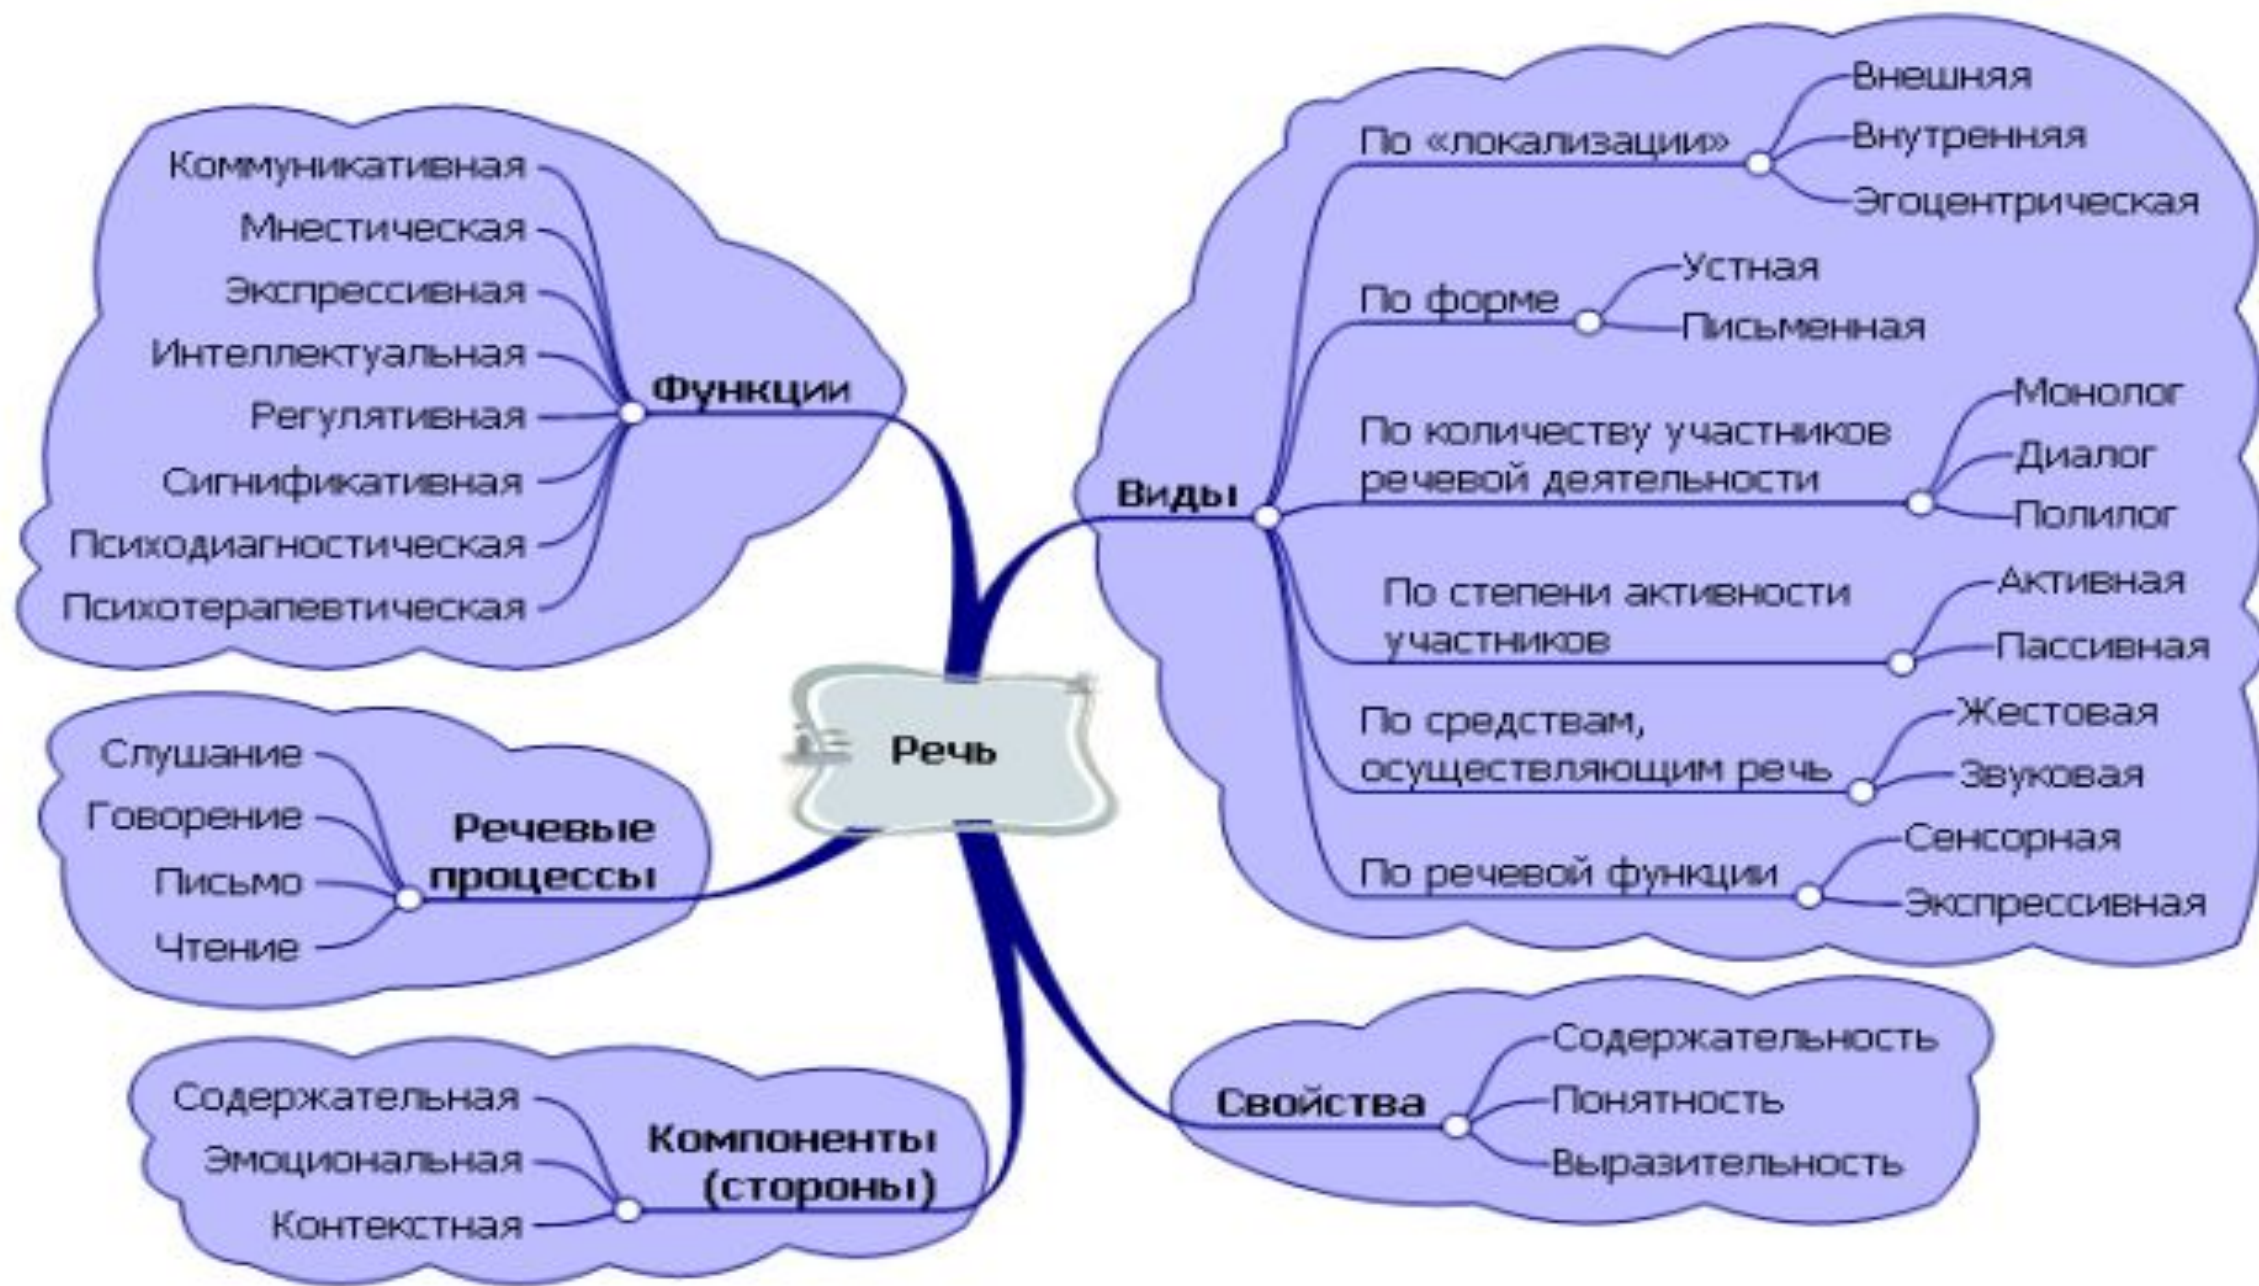 Речь
Функции
Коммуникативная
Мнестическая
Экспрессивная
Интеллектуальная
Регулятивная
Сигнификативная
Психодиагностическая
Психотерапевтическая
Виды
По «локализации»
Внешняя
Внутренняя
Эгоцентрическая
По форме
Устная
Письменная
По количеству участников
речевой деятельности
Монолог
Диалог
Полилог
По степени активности
участников
Активная
Пассивная
По средствам,
осуществляющим речь
Жестовая
Звуковая
По речевой функции
Сенсорная
Экспрессивная
Речевые
процессы
Слушание
Говорение
Письмо
Чтение
Компоненты
(стороны)
Содержательная
Эмоциональная
Контекстная
Свойства
Содержательность
Понятность
Выразительность